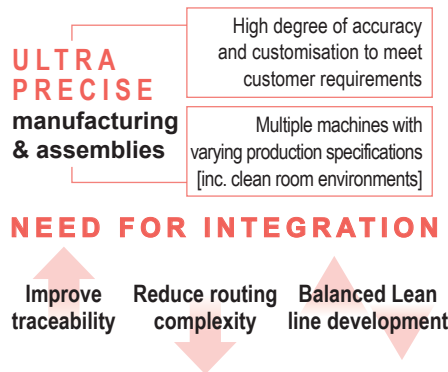 ULTRA
PRECISE
manufacturing
& assemblies
High degree of accuracy
and customisation to meet
customer requirements
Multiple machines with
varying production specifications
[inc. clean room environments]
NEED FOR INTEGRATION
Improve
traceability
Reduce routing
complexity
Balanced Lean
line development